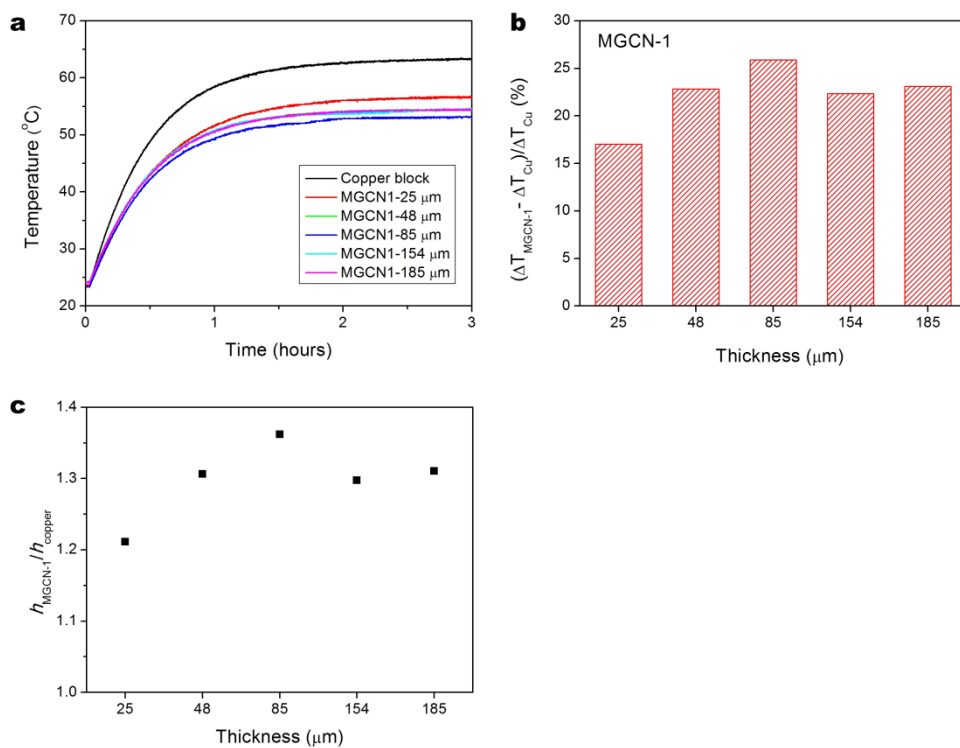 a
Temperature (°C)
70
60
50
40
30
20
0
1
2
3
Time (hours)
Copper block
MGCN1-25 μm
MGCN1-48 μm
MGCN1-85 μm
MGCN1-154 μm
MGCN1-185 μm
b
MGCN-1
(ΔT_MGCN-1 - ΔT_Cu)/ΔT_Cu (%)
30
25
20
15
10
5
0
25
48
85
154
185
Thickness (μm)
c
h_MGCN-1/h_copper
1.4
1.3
1.2
1.1
1.0
25
48
85
154
185
Thickness (μm)